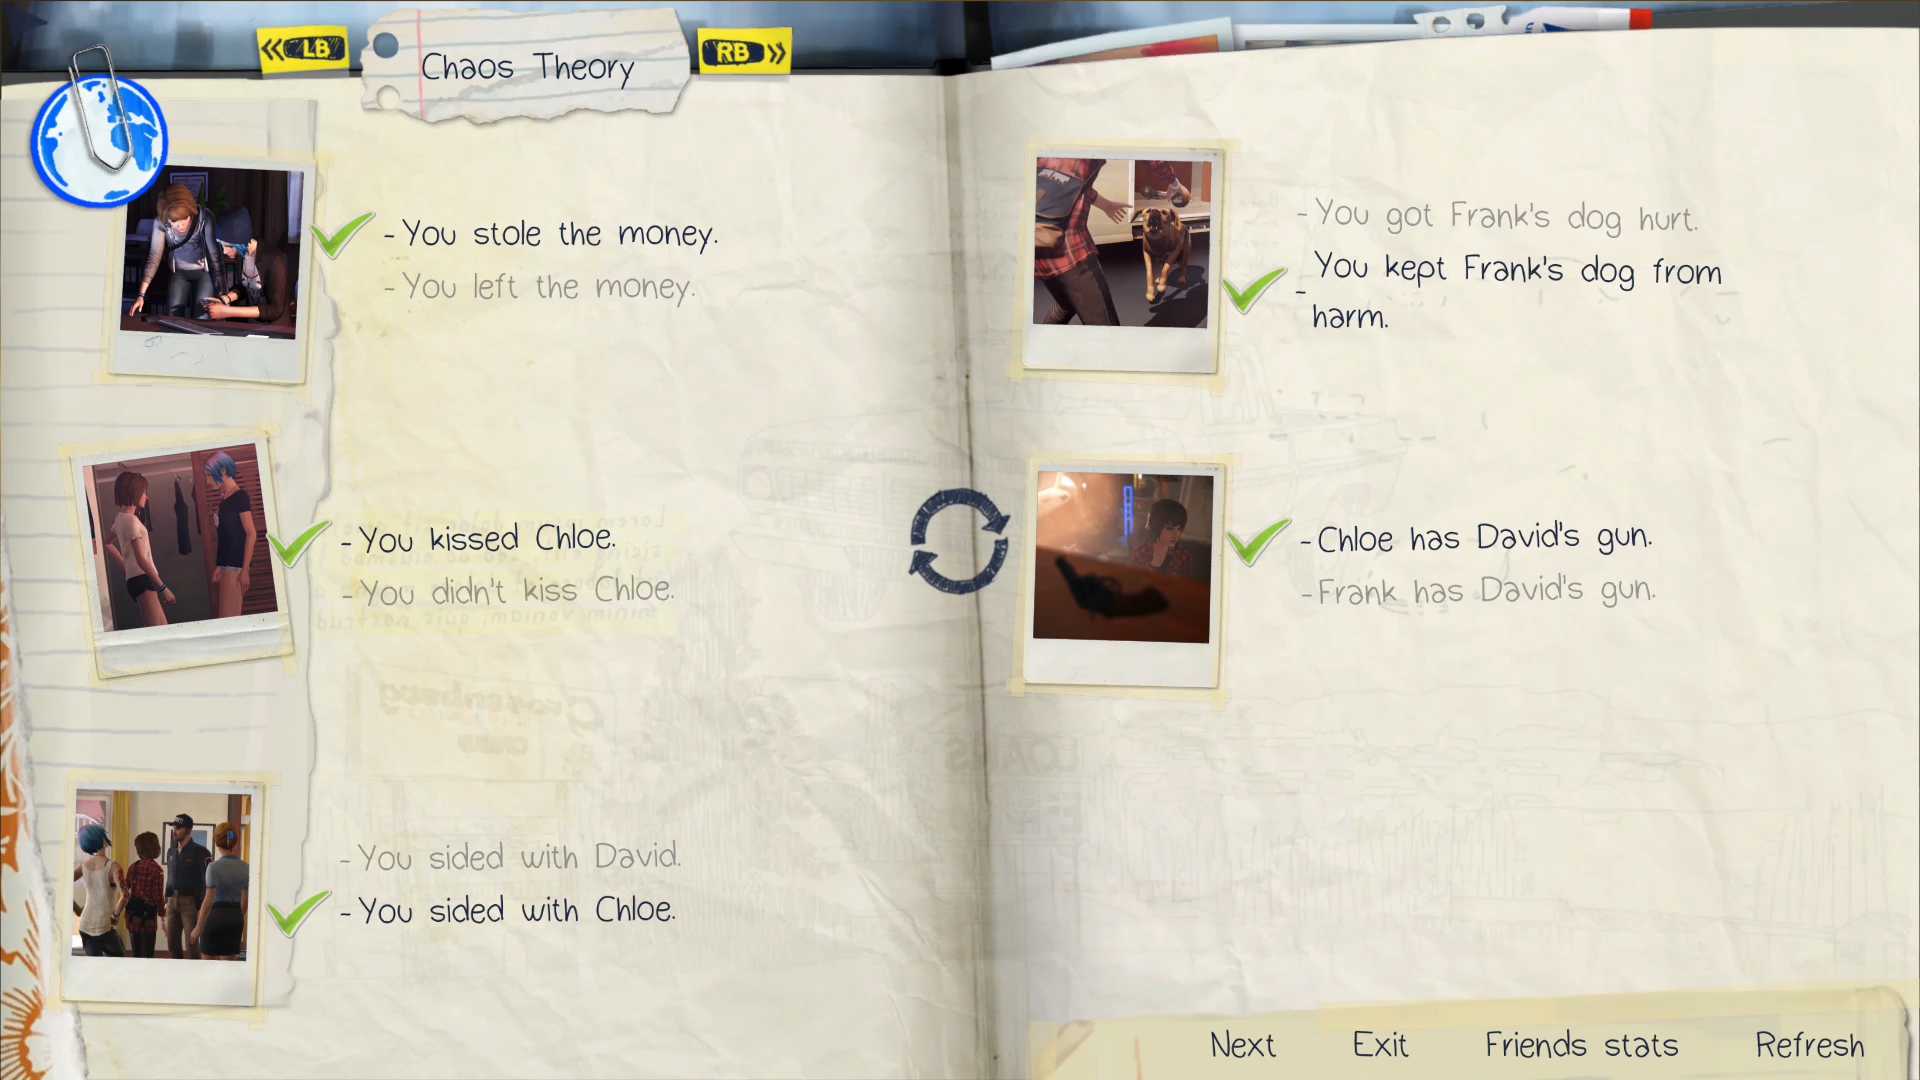 LB
Chaos Theory
RB
- You stole the money.
- You left the money.
- You kissed Chloe.
- You didn't kiss Chloe.
- You sided with David.
- You sided with Chloe.
- You got Frank's dog hurt.
- You kept Frank's dog from
harm.
- Chloe has David's gun.
- Frank has David's gun.
Next Exit Friends stats Refresh